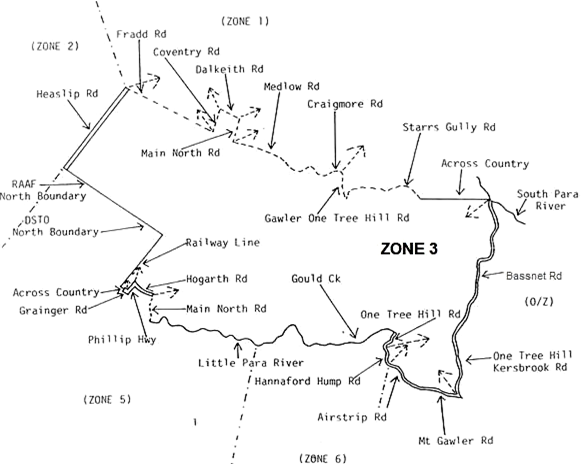 (ZONE 1)
Fradd Rd
(ZONE 2)
Coventry Rd
Dalkeith Rd
Heaslip Rd
Medlow Rd
Craigmore Rd
Starrs Gully Rd
Main North Rd
Across Country
RAAF
North Boundary
South Para
River
Gawler One Tree Hill Rd
DSTO
North Boundary
Railway Line
ZONE 3
Hogarth Rd
Gould Ck
Bassnet Rd
Across Country
Grainger Rd
Main North Rd
(O/Z)
One Tree Hill Rd
Phillip Hwy
Little Para River
One Tree Hill
Kersbrook Rd
Hannaford Hump Rd
(ZONE 5)
Airstrip Rd
1
Mt Gawler Rd
(ZONE 6)